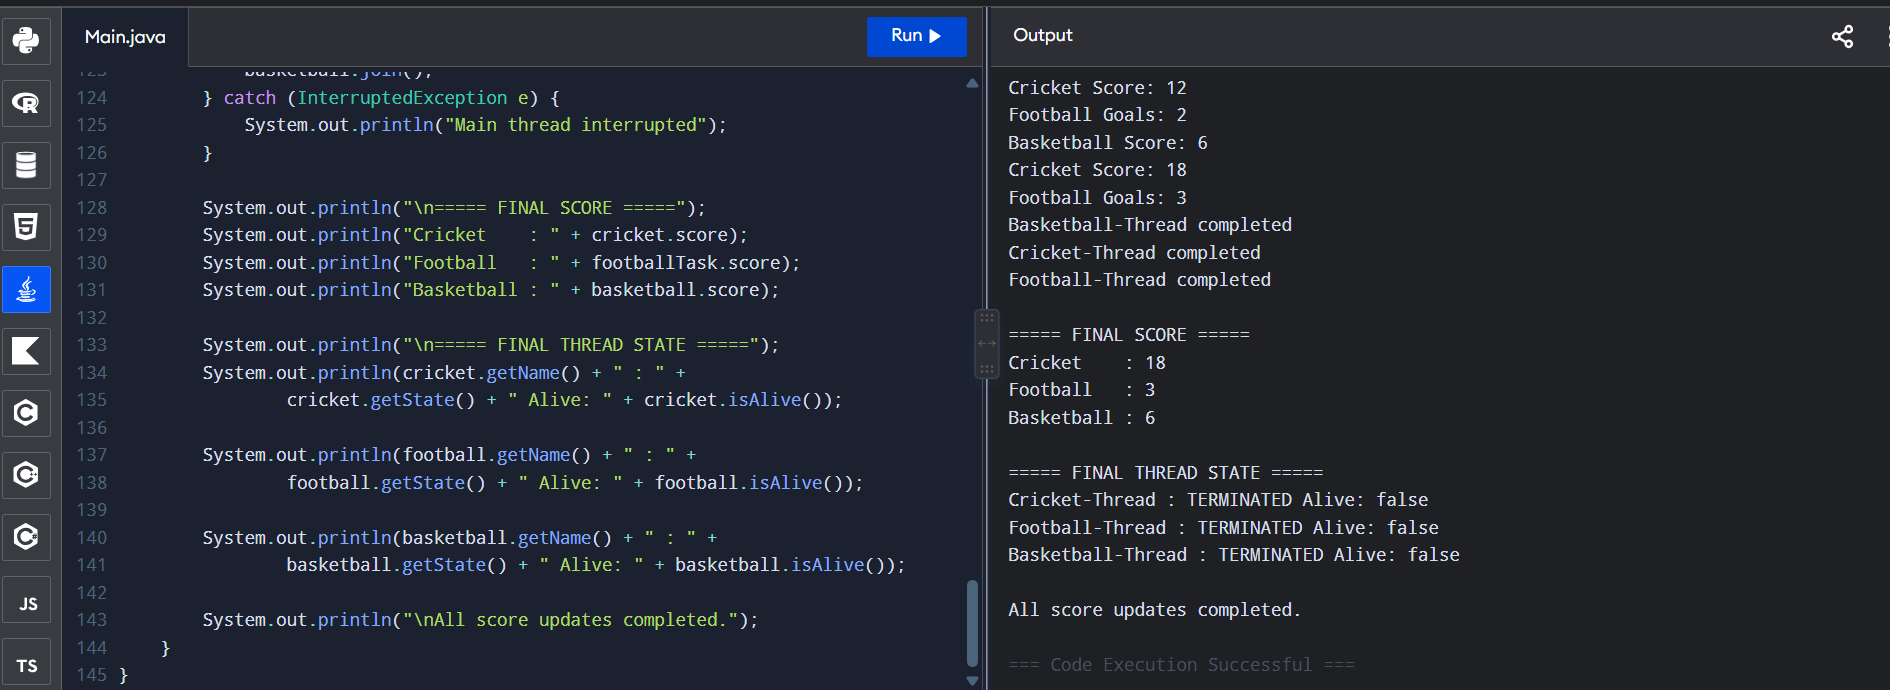 Main.java
Run
Output
JS
TS
123 basketball.join();
124 } catch (InterruptedException e) {
125 System.out.println("Main thread interrupted");
126 }
127
128 System.out.println("\n===== FINAL SCORE =====");
129 System.out.println("Cricket    : " + cricket.score);
130 System.out.println("Football   : " + footballTask.score);
131 System.out.println("Basketball : " + basketball.score);
132
133 System.out.println("\n===== FINAL THREAD STATE =====");
134 System.out.println(cricket.getName() + " : " +
135 cricket.getState() + " Alive: " + cricket.isAlive());
136
137 System.out.println(football.getName() + " : " +
138 football.getState() + " Alive: " + football.isAlive());
139
140 System.out.println(basketball.getName() + " : " +
141 basketball.getState() + " Alive: " + basketball.isAlive());
142
143 System.out.println("\nAll score updates completed.");
144 }
145 }
Cricket Score: 12
Football Goals: 2
Basketball Score: 6
Cricket Score: 18
Football Goals: 3
Basketball-Thread completed
Cricket-Thread completed
Football-Thread completed
===== FINAL SCORE =====
Cricket    : 18
Football   : 3
Basketball : 6
===== FINAL THREAD STATE =====
Cricket-Thread : TERMINATED Alive: false
Football-Thread : TERMINATED Alive: false
Basketball-Thread : TERMINATED Alive: false
All score updates completed.
=== Code Execution Successful ===